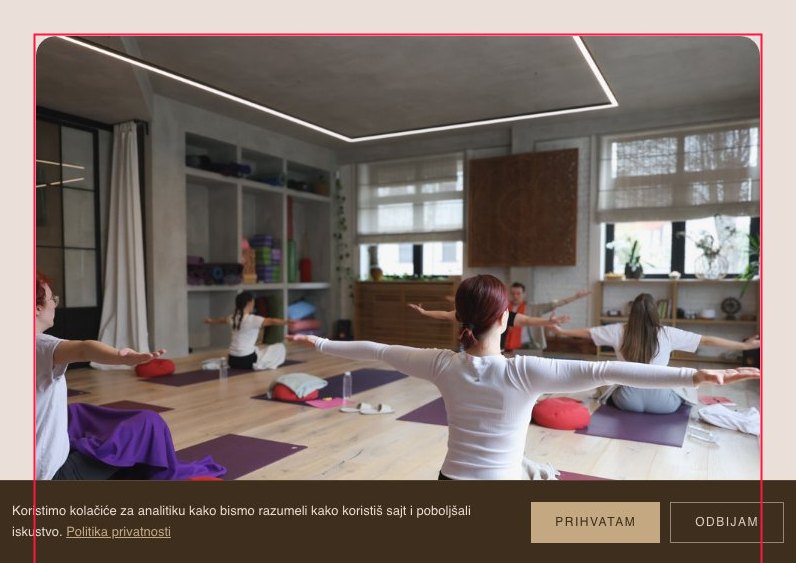 Koristimo kolačiće za analitiku kako bismo razumeli kako koristiš sajt i poboljšali
iskustvo. Politika privatnosti
PRIHVATAM
ODBIJAM